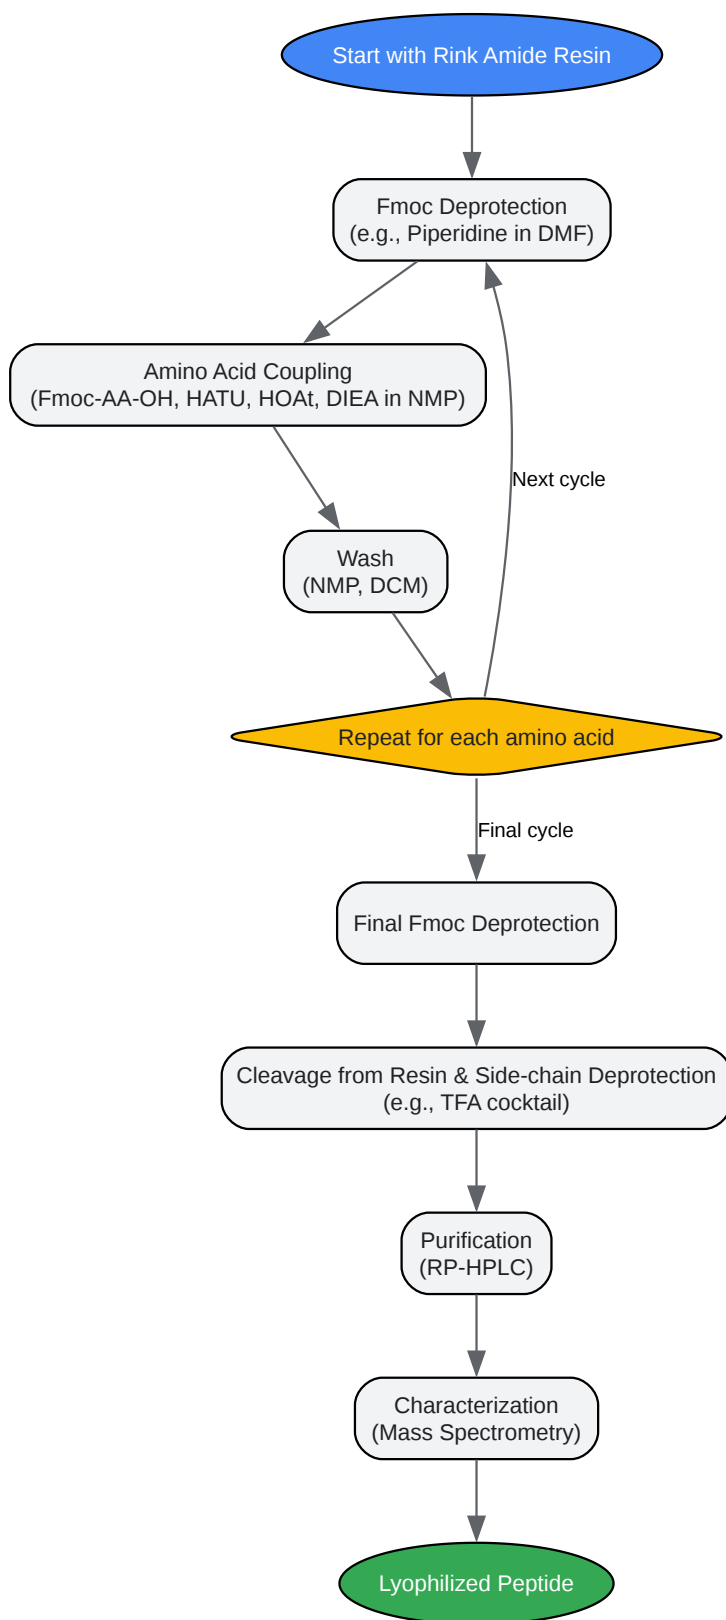 Start with Rink Amide Resin
Fmoc Deprotection
(e.g., Piperidine in DMF)
Amino Acid Coupling
(Fmoc-AA-OH, HATU, HOAt, DIEA in NMP)
Next cycle
Wash
(NMP, DCM)
Repeat for each amino acid
Final cycle
Final Fmoc Deprotection
Cleavage from Resin & Side-chain Deprotection
(e.g., TFA cocktail)
Purification
(RP-HPLC)
Characterization
(Mass Spectrometry)
Lyophilized Peptide